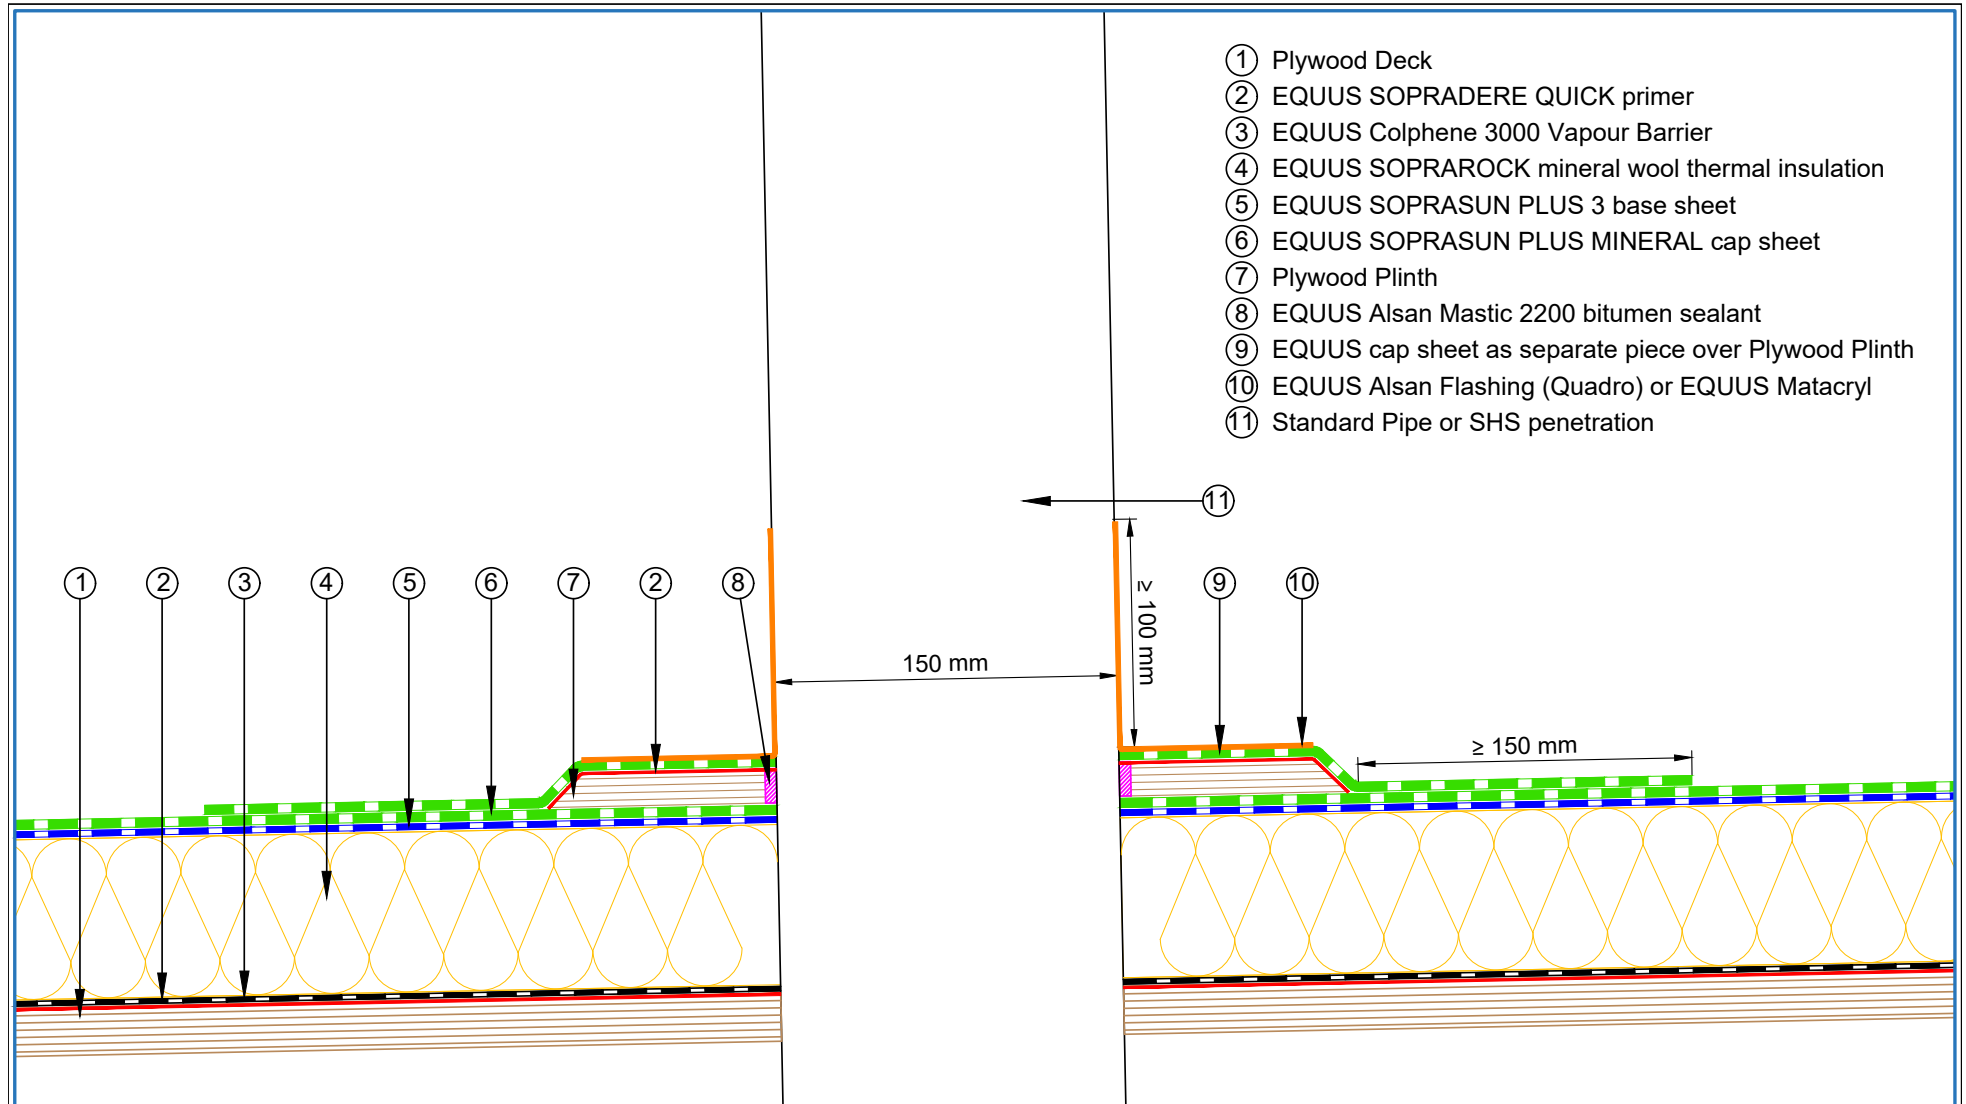 ① Plywood Deck
② EQUUS SOPRADERE QUICK primer
③ EQUUS Colphene 3000 Vapour Barrier
④ EQUUS SOPRAROCK mineral wool thermal insulation
⑤ EQUUS SOPRASUN PLUS 3 base sheet
⑥ EQUUS SOPRASUN PLUS MINERAL cap sheet
⑦ Plywood Plinth
⑧ EQUUS Alsan Mastic 2200 bitumen sealant
⑨ EQUUS cap sheet as separate piece over Plywood Plinth
⑩ EQUUS Alsan Flashing (Quadro) or EQUUS Matacryl
⑪ Standard Pipe or SHS penetration
⑪
① ② ③ ④ ⑤ ⑥ ⑦ ② ⑧ ⑨ ⑩
≥ 100 mm
150 mm
≥ 150 mm